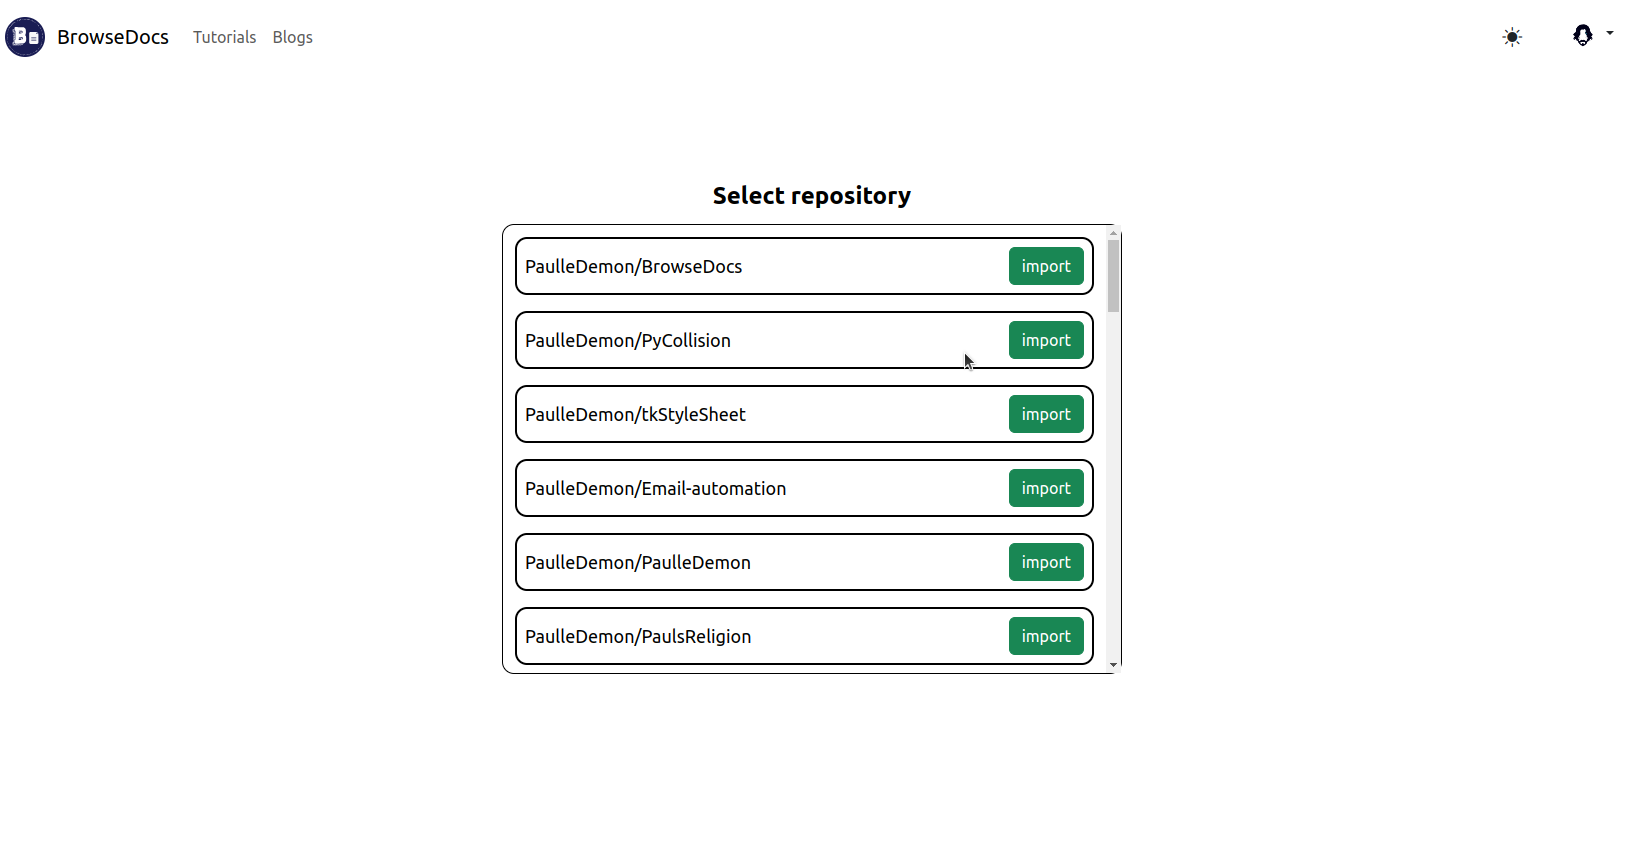 BrowseDocs Tutorials Blogs
Select repository
PaulleDemon/BrowseDocs import
PaulleDemon/PyCollision import
PaulleDemon/tkStyleSheet import
PaulleDemon/Email-automation import
PaulleDemon/PaulleDemon import
PaulleDemon/PaulsReligion import